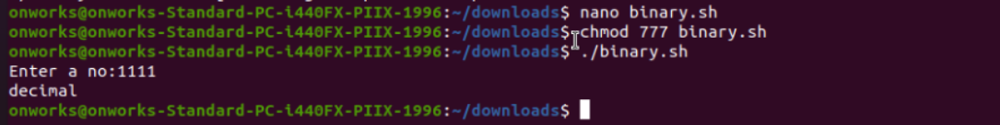 onworks@onworks-Standard-PC-i440FX-PIIX-1996:~/downloads$ nano binary.sh
onworks@onworks-Standard-PC-i440FX-PIIX-1996:~/downloads$ chmod 777 binary.sh
onworks@onworks-Standard-PC-i440FX-PIIX-1996:~/downloads$ ./binary.sh
Enter a no:1111
decimal
onworks@onworks-Standard-PC-i440FX-PIIX-1996:~/downloads$